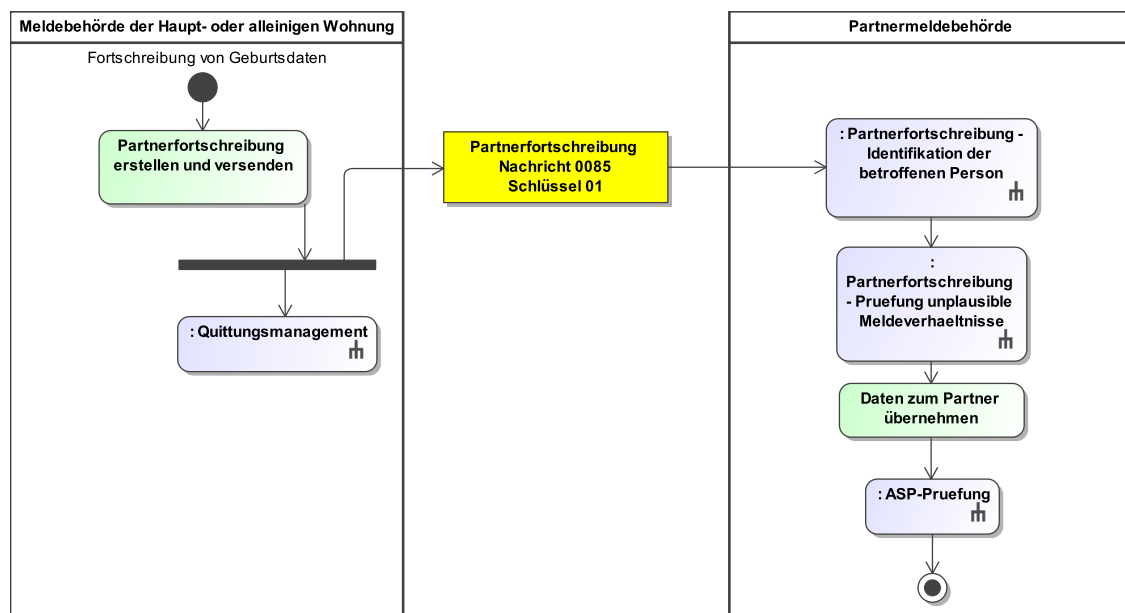 Meldebehörde der Haupt- oder alleinigen Wohnung
Fortschreibung von Geburtsdaten
Partnerfortschreibung
erstellen und versenden
: Quittungsmanagement
Partnerfortschreibung
Nachricht 0085
Schlüssel 01
Partnermeldebehörde
: Partnerfortschreibung -
Identifikation der
betroffenen Person
:
Partnerfortschreibung
- Pruefung unplausible
Meldeverhaeltnisse
Daten zum Partner
übernehmen
: ASP-Pruefung